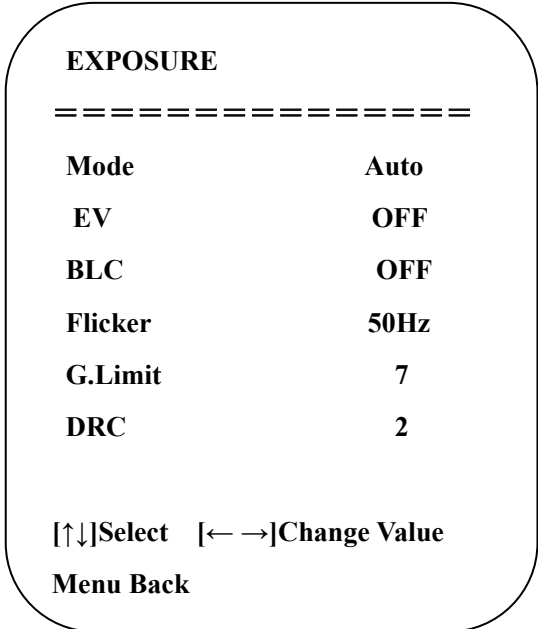 EXPOSURE
===============
Mode Auto
EV OFF
BLC OFF
Flicker 50Hz
G.Limit 7
DRC 2
[↑↓]Select [← →]Change Value
Menu Back